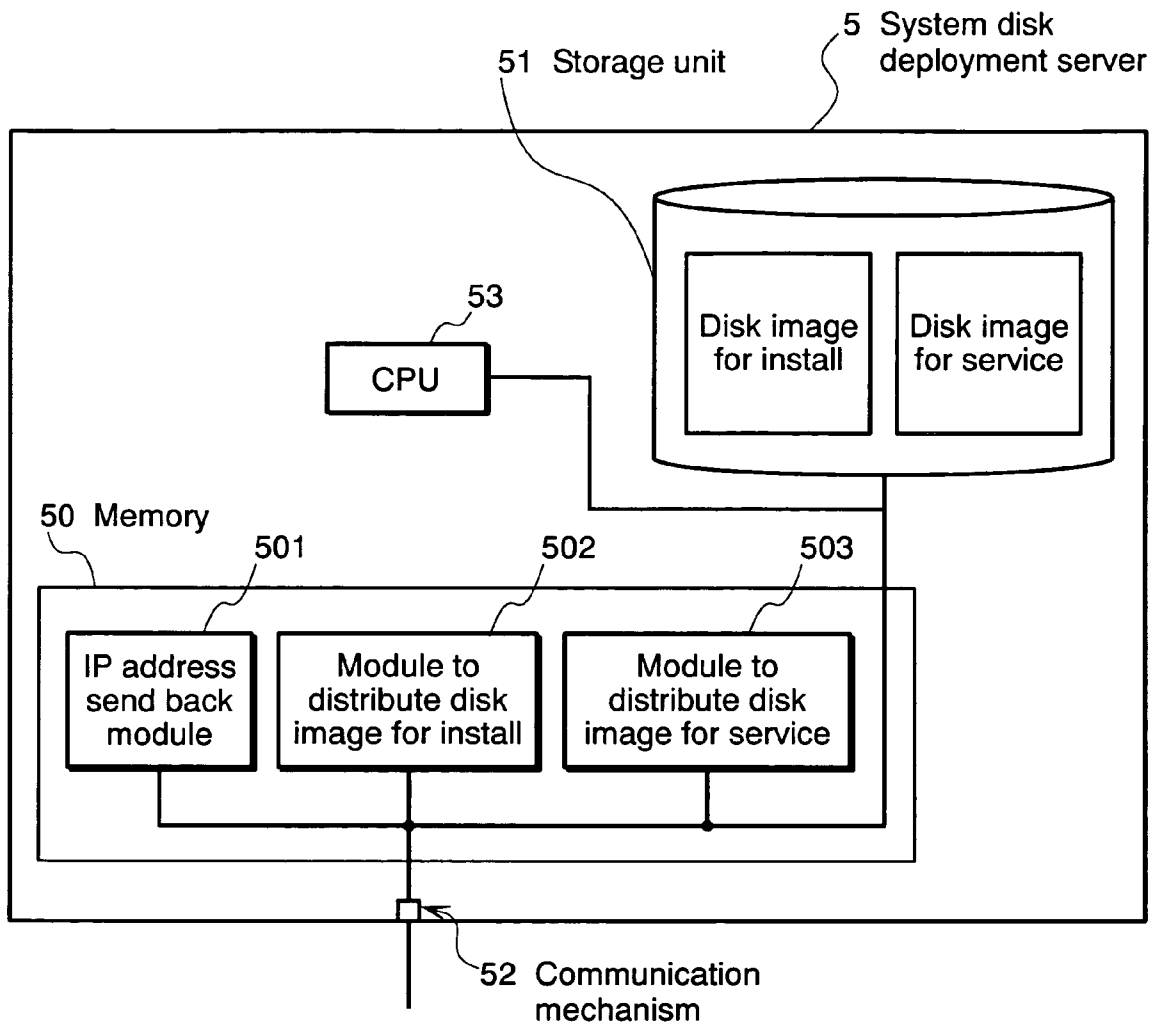 5 System disk
deployment server
51 Storage unit
Disk image
for install
Disk image
for service
53
CPU
50 Memory
501
502
503
IP address
send back
module
Module to
distribute disk
image for install
Module to
distribute disk
image for service
52 Communication
mechanism